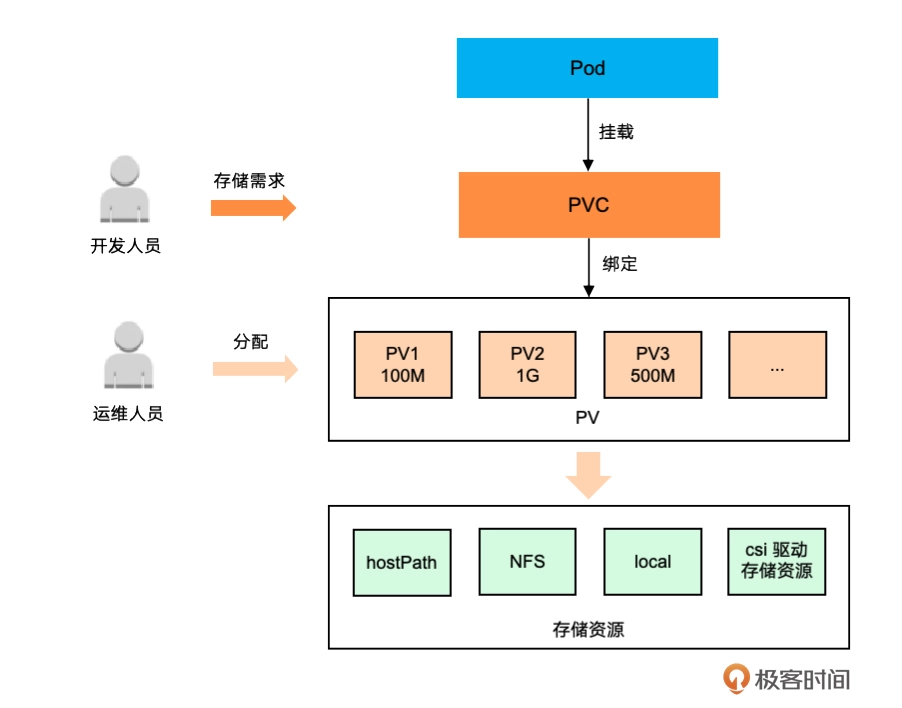 Pod
挂载
存储需求
PVC
开发人员
绑定
分配
PV1
100M
PV2
1G
PV3
500M
...
PV
运维人员
hostPath
NFS
local
csi 驱动
存储资源
存储资源
极客时间